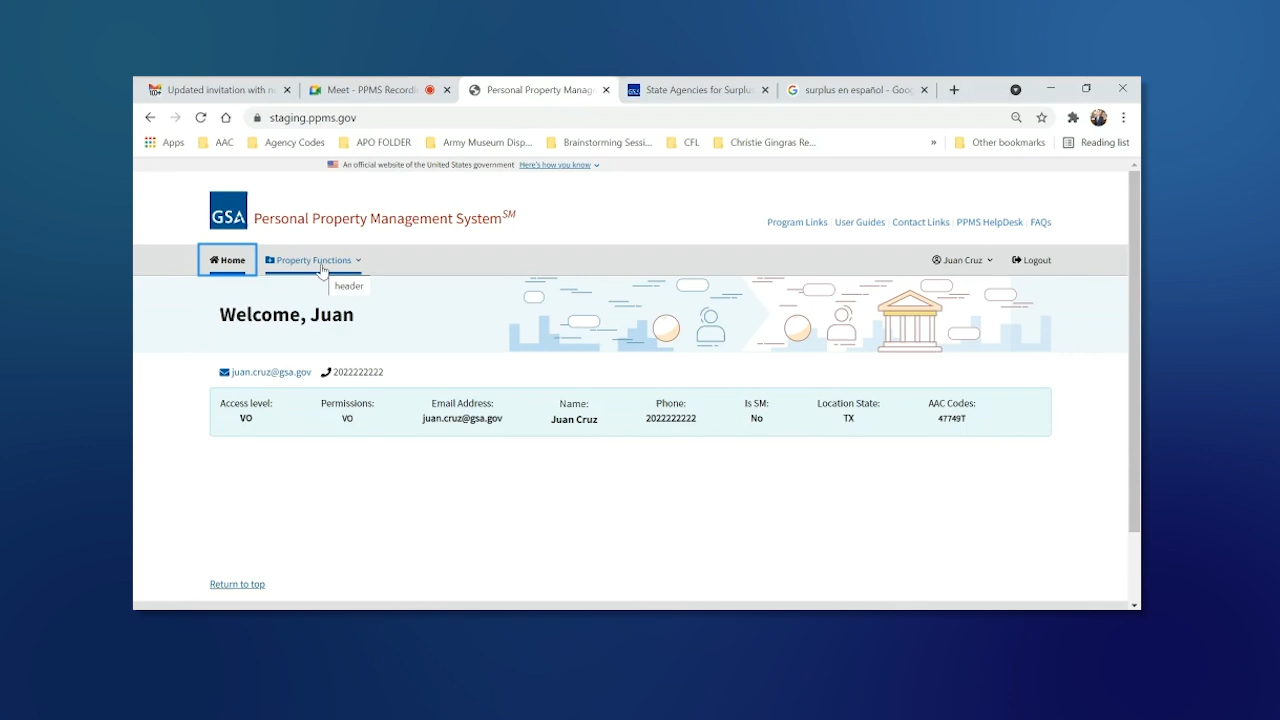 Updated invitation with n
Meet - PPMS Recordi
Personal Property Manag
State Agencies for Surplus
surplus en español - Goog
staging.ppms.gov
Apps
AAC
Agency Codes
APO FOLDER
Army Museum Disp...
Brainstorming Sessi...
CFL
Christie Gingras Re...
»
Other bookmarks
Reading list
An official website of the United States government Here's how you know
GSA Personal Property Management System SM
Program Links | User Guides | Contact Links | PPMS HelpDesk | FAQs
Home
Property Functions
Juan Cruz
Logout
header
Welcome, Juan
juan.cruz@gsa.gov
2022222222
Access level: Permissions: Email Address: Name: Phone: Is SM: Location State: AAC Codes:
VO VO juan.cruz@gsa.gov Juan Cruz 2022222222 No TX 47749T
Return to top